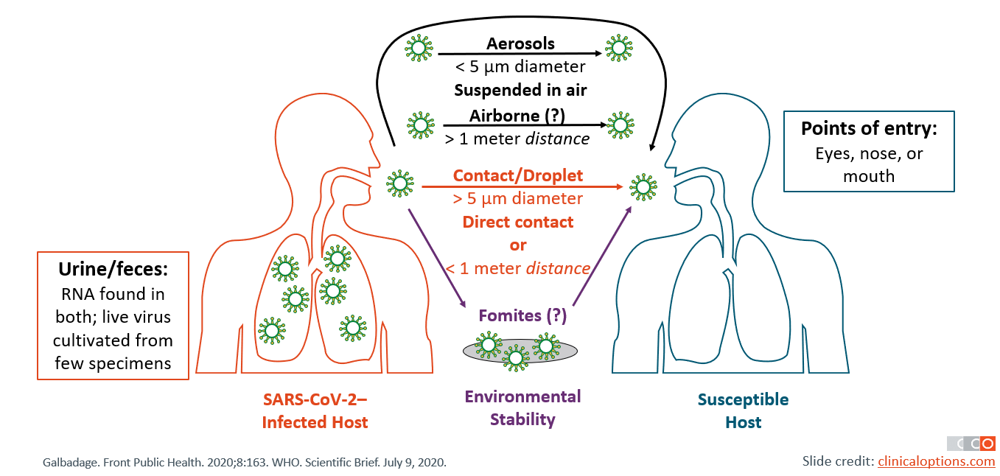 Aerosols
< 5 µm diameter
Suspended in air
Airborne (?)
> 1 meter distance
Contact/Droplet
> 5 µm diameter
Direct contact
or
< 1 meter distance
Points of entry:
Eyes, nose, or
mouth
Urine/feces:
RNA found in
both; live virus
cultivated from
few specimens
Fomites (?)
SARS-CoV-2–
Infected Host
Environmental
Stability
Susceptible
Host
CCO
Galbadage. Front Public Health. 2020;8:163. WHO. Scientific Brief. July 9, 2020.
Slide credit: clinicaloptions.com